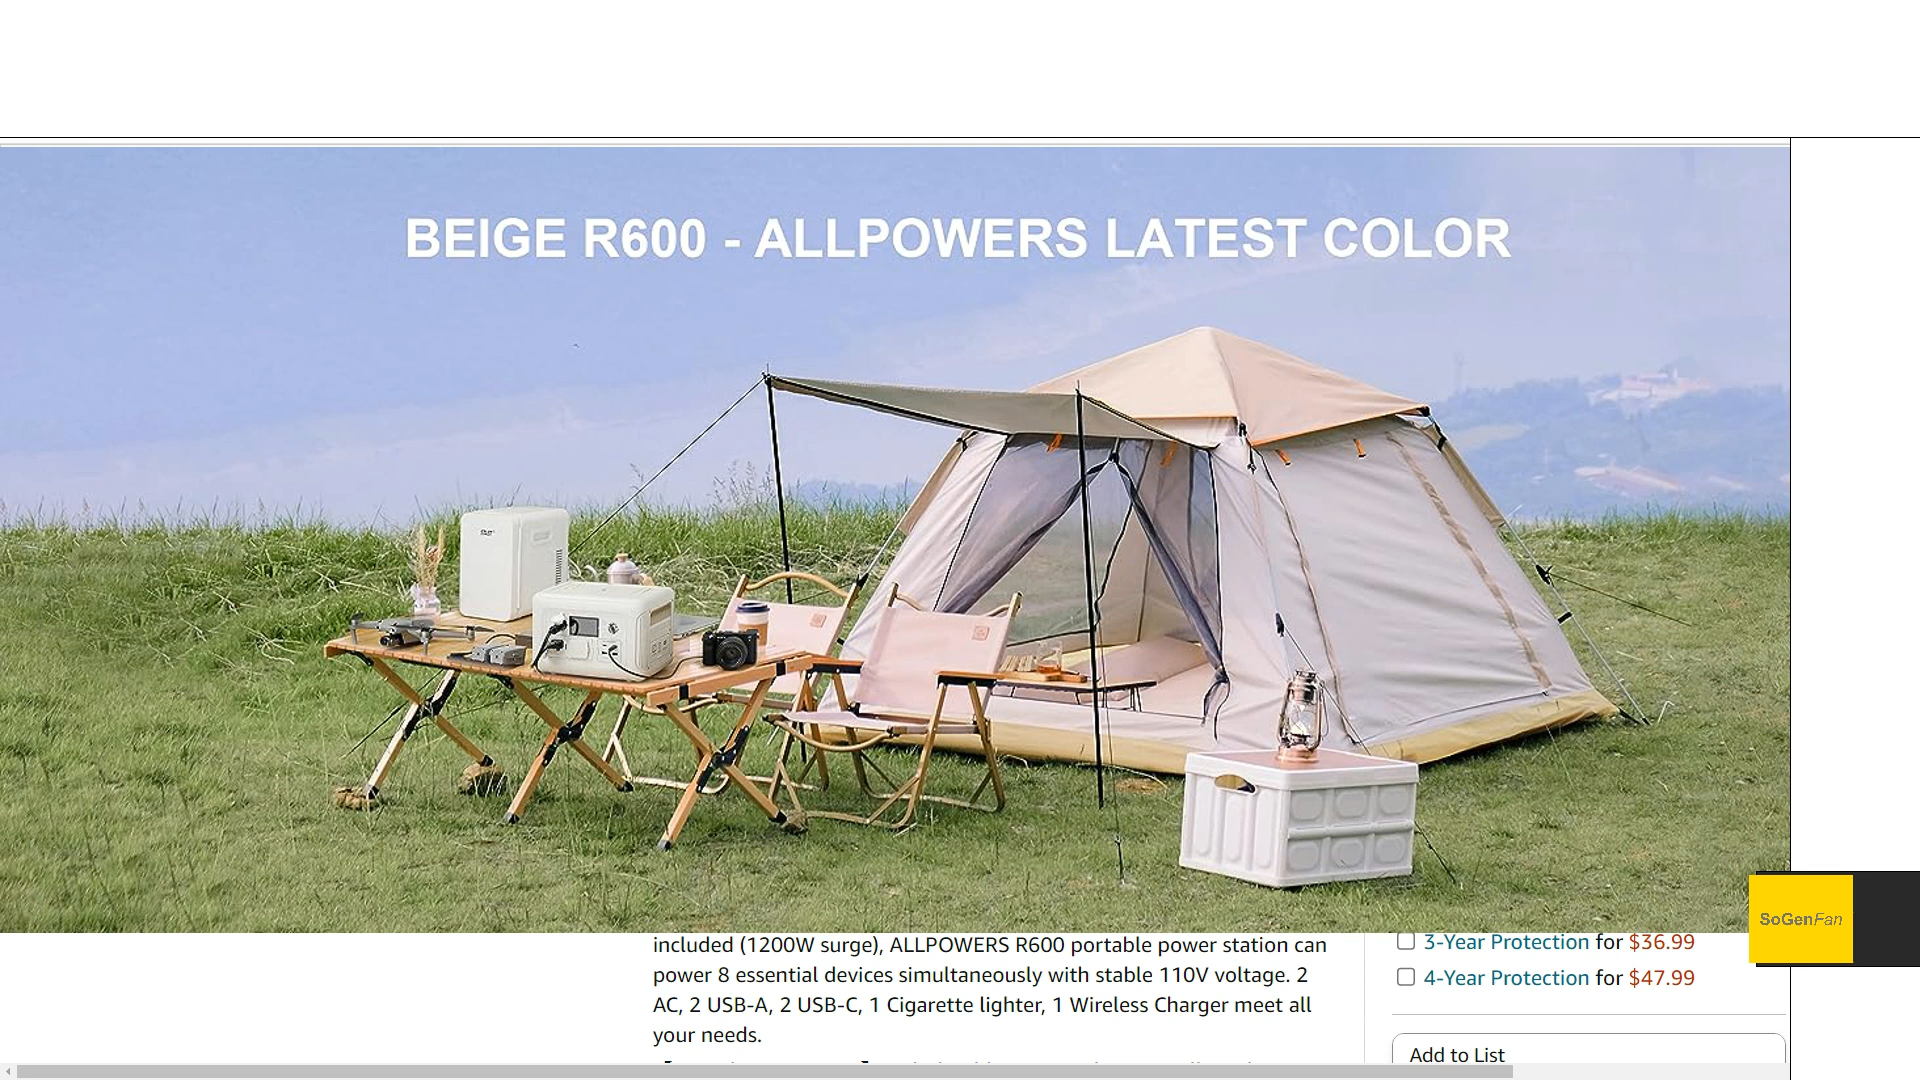 BEIGE R600 - ALLPOWERS LATEST COLOR
SoGenFan
included (1200W surge), ALLPOWERS R600 portable power station can
power 8 essential devices simultaneously with stable 110V voltage. 2
AC, 2 USB-A, 2 USB-C, 1 Cigarette lighter, 1 Wireless Charger meet all
your needs.
3-Year Protection for $36.99
4-Year Protection for $47.99
Add to List